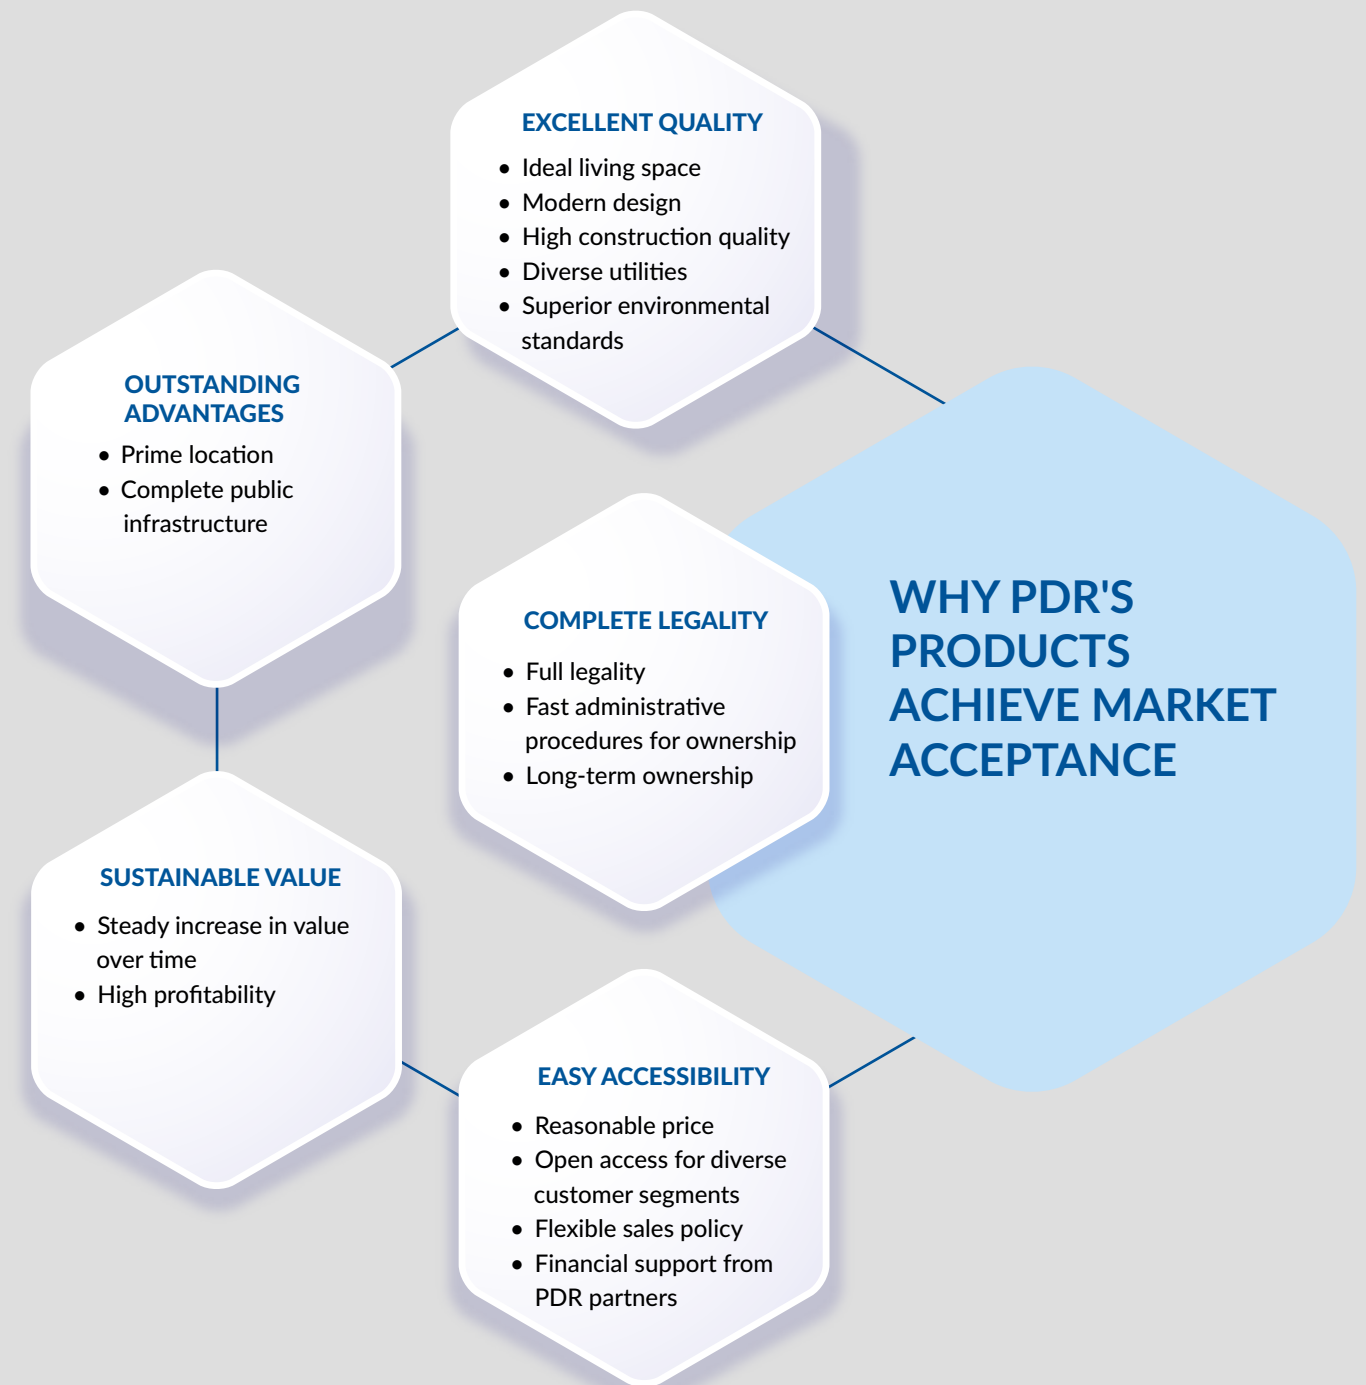 EXCELLENT QUALITY
• Ideal living space
• Modern design
• High construction quality
• Diverse utilities
• Superior environmental
standards
OUTSTANDING
ADVANTAGES
• Prime location
• Complete public
infrastructure
COMPLETE LEGALITY
• Full legality
• Fast administrative
procedures for ownership
• Long-term ownership
WHY PDR'S
PRODUCTS
ACHIEVE MARKET
ACCEPTANCE
SUSTAINABLE VALUE
• Steady increase in value
over time
• High profitability
EASY ACCESSIBILITY
• Reasonable price
• Open access for diverse
customer segments
• Flexible sales policy
• Financial support from
PDR partners